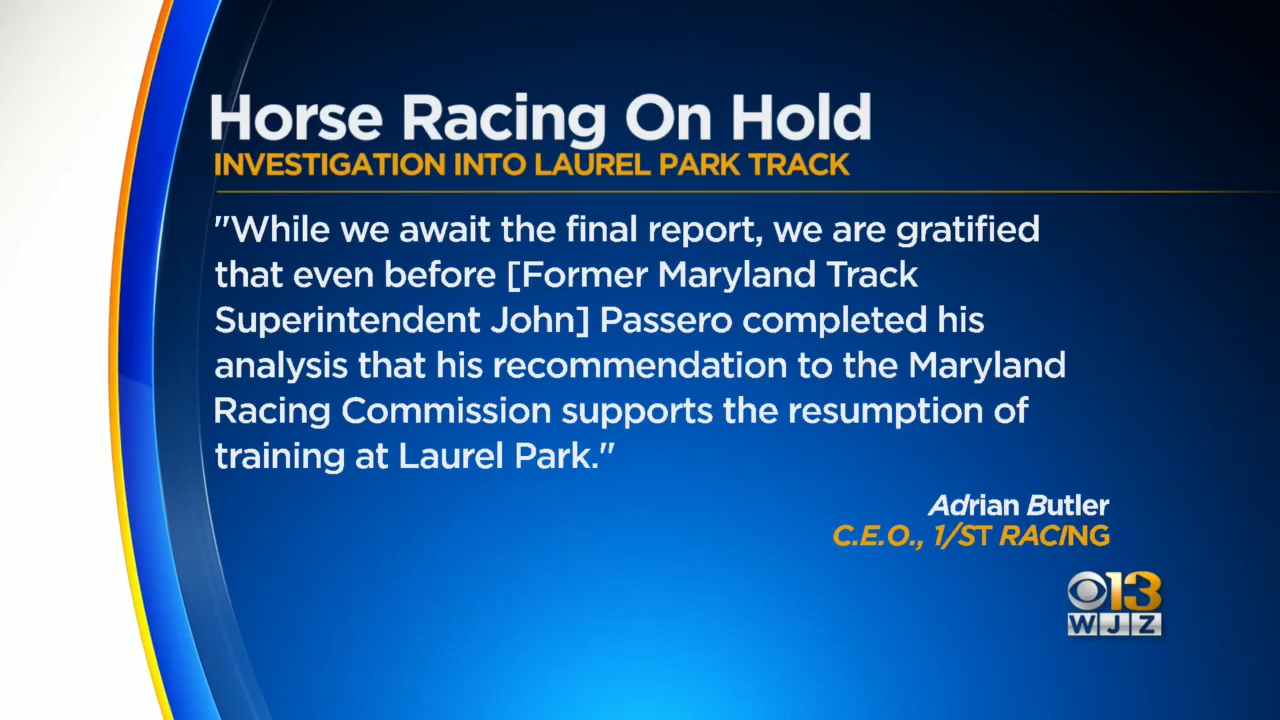 Horse Racing On Hold
INVESTIGATION INTO LAUREL PARK TRACK
"While we await the final report, we are gratified
that even before [Former Maryland Track
Superintendent John] Passero completed his
analysis that his recommendation to the Maryland
Racing Commission supports the resumption of
training at Laurel Park."
Adrian Butler
C.E.O., 1/ST RACING
13
WJZ